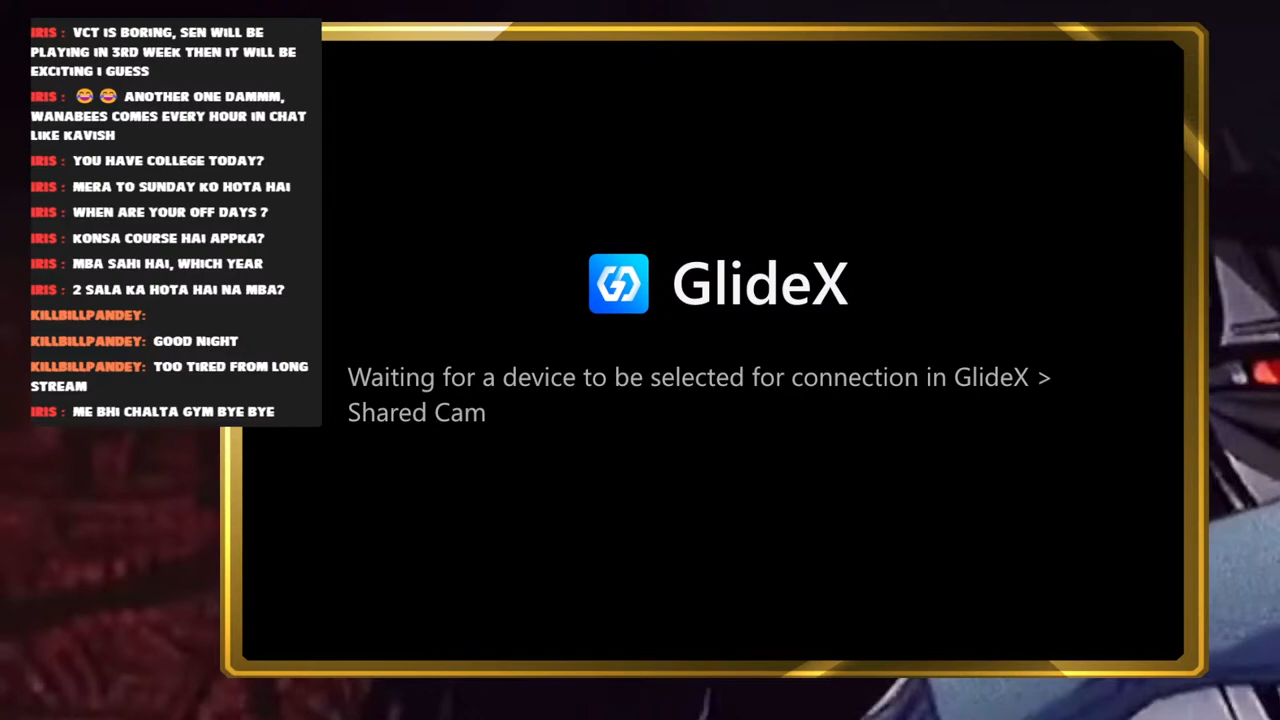 IRIS : VCT IS BORING, SEN WILL BE
PLAYING IN 3RD WEEK THEN IT WILL BE
EXCITING I GUESS
IRIS : 😂 😂 ANOTHER ONE DAMMM,
WANABEES COMES EVERY HOUR IN CHAT
LIKE KAVISH
IRIS : YOU HAVE COLLEGE TODAY?
IRIS : MERA TO SUNDAY KO HOTA HAI
IRIS : WHEN ARE YOUR OFF DAYS ?
IRIS : KONSA COURSE HAI APPKA?
IRIS : MBA SAHI HAI, WHICH YEAR
IRIS : 2 SALA KA HOTA HAI NA MBA?
KILLBILLPANDEY:
KILLBILLPANDEY: GOOD NIGHT
KILLBILLPANDEY: TOO TIRED FROM LONG
STREAM
IRIS : ME BHI CHALTA GYM BYE BYE
GlideX
Waiting for a device to be selected for connection in GlideX >
Shared Cam